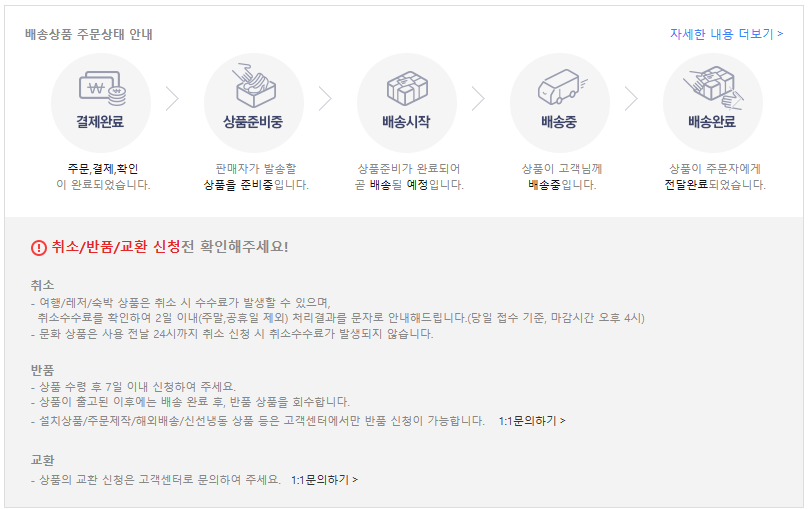 배송상품 주문상태 안내
자세한 내용 더보기 >
결제완료
상품준비중
배송시작
배송중
배송완료
주문,결제,확인
이 완료되었습니다.
판매자가 발송할
상품을 준비중입니다.
상품준비가 완료되어
곧 배송될 예정입니다.
상품이 고객님께
배송중입니다.
상품이 주문자에게
전달완료되었습니다.
취소/반품/교환 신청전 확인해주세요!
취소
- 여행/레저/숙박 상품은 취소 시 수수료가 발생할 수 있으며,
취소수수료를 확인하여 2일 이내(주말,공휴일 제외) 처리결과를 문자로 안내해드립니다.(당일 접수 기준, 마감시간 오후 4시)
- 문화 상품은 사용 전날 24시까지 취소 신청 시 취소수수료가 발생되지 않습니다.
반품
- 상품 수령 후 7일 이내 신청하여 주세요.
- 상품이 출고된 이후에는 배송 완료 후, 반품 상품을 회수합니다.
- 설치상품/주문제작/해외배송/신선냉동 상품 등은 고객센터에서만 반품 신청이 가능합니다. 1:1문의하기 >
교환
- 상품의 교환 신청은 고객센터로 문의하여 주세요. 1:1문의하기 >